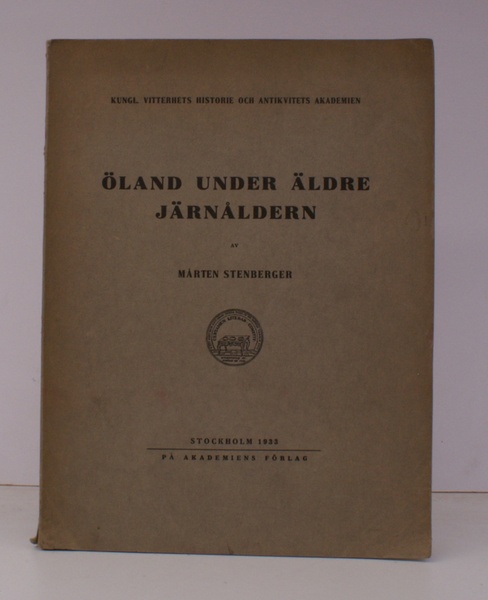 KUNGL. VITTERHETS HISTORIE OCH ANTIKVITETS AKADEMIEN
ÖLAND UNDER ÄLDRE
JÄRNÅLDERN
AV
MÅRTEN STENBERGER
STOCKHOLM 1933
PÅ AKADEMIENS FÖRLAG